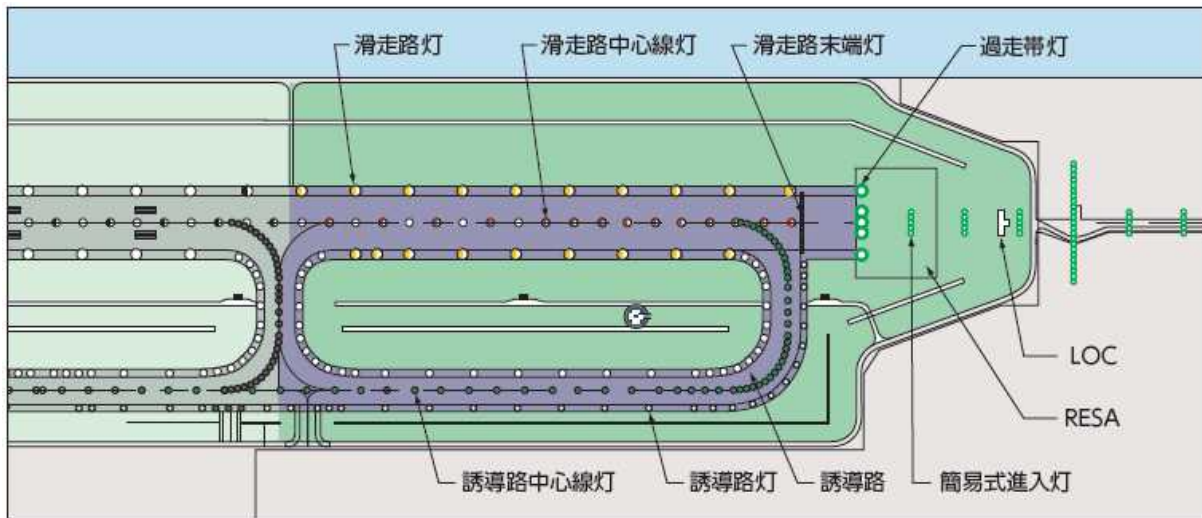 滑走路灯
滑走路中心線灯
滑走路末端灯
過走帯灯
LOC
RESA
誘導路中心線灯
誘導路灯
誘導路
簡易式進入灯